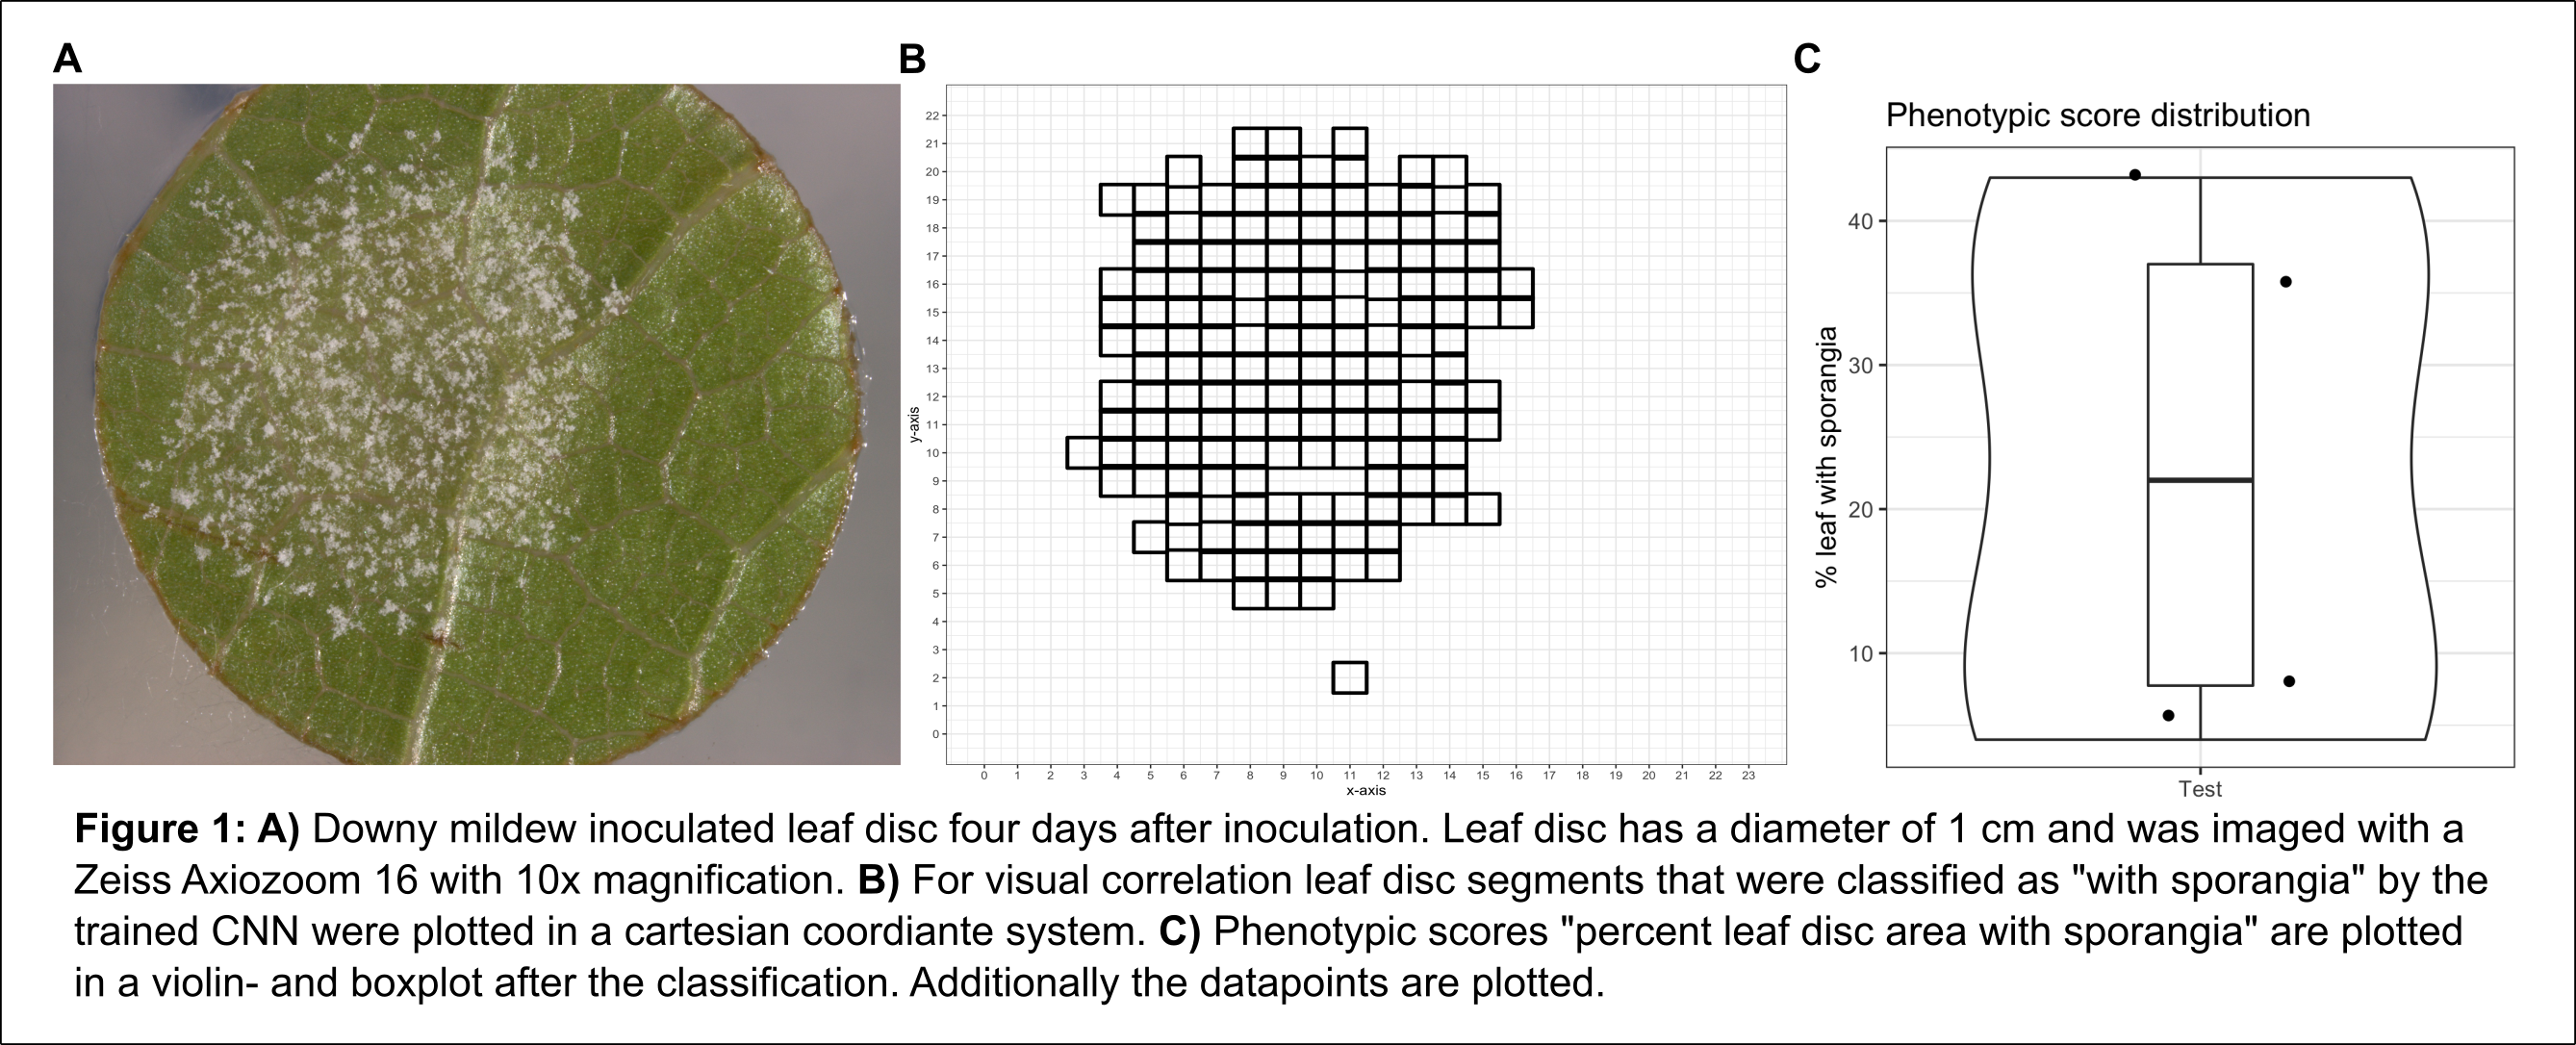 A
B
C
Phenotypic score distribution
22
21
20
19
18
17
16
15
14
13
12
11
10
9
8
7
6
5
4
3
2
1
0
y-axis
0 1 2 3 4 5 6 7 8 9 10 11 12 13 14 15 16 17 18 19 20 21 22 23
x-axis
40
30
20
10
% leaf with sporangia
Test
Figure 1: A) Downy mildew inoculated leaf disc four days after inoculation. Leaf disc has a diameter of 1 cm and was imaged with a
Zeiss Axiozoom 16 with 10x magnification. B) For visual correlation leaf disc segments that were classified as "with sporangia" by the
trained CNN were plotted in a cartesian coordiante system. C) Phenotypic scores "percent leaf disc area with sporangia" are plotted
in a violin- and boxplot after the classification. Additionally the datapoints are plotted.